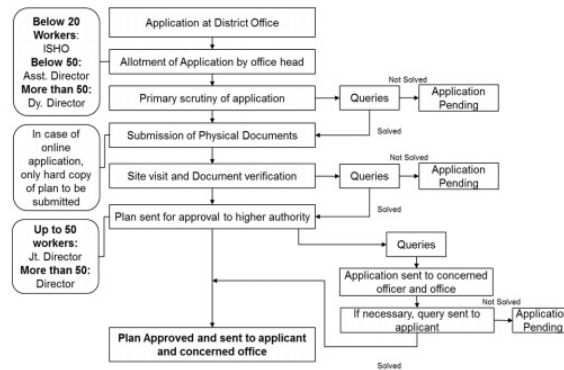 Below 20
Workers:
ISHO
Below 50:
Asst. Director
More than 50:
Dy. Director
Application at District Office
Allotment of Application by office head
Primary scrutiny of application
Queries
Not Solved
Application
Pending
Solved
In case of
online
application,
only hard copy
of plan to be
submitted
Submission of Physical Documents
Site visit and Document verification
Queries
Not Solved
Application
Pending
Solved
Up to 50
workers:
Jt. Director
More than 50:
Director
Plan sent for approval to higher authority
Queries
Application sent to concerned
officer and office
Not Solved
If necessary, query sent to
applicant
Application
Pending
Solved
Plan Approved and sent to applicant
and concerned office